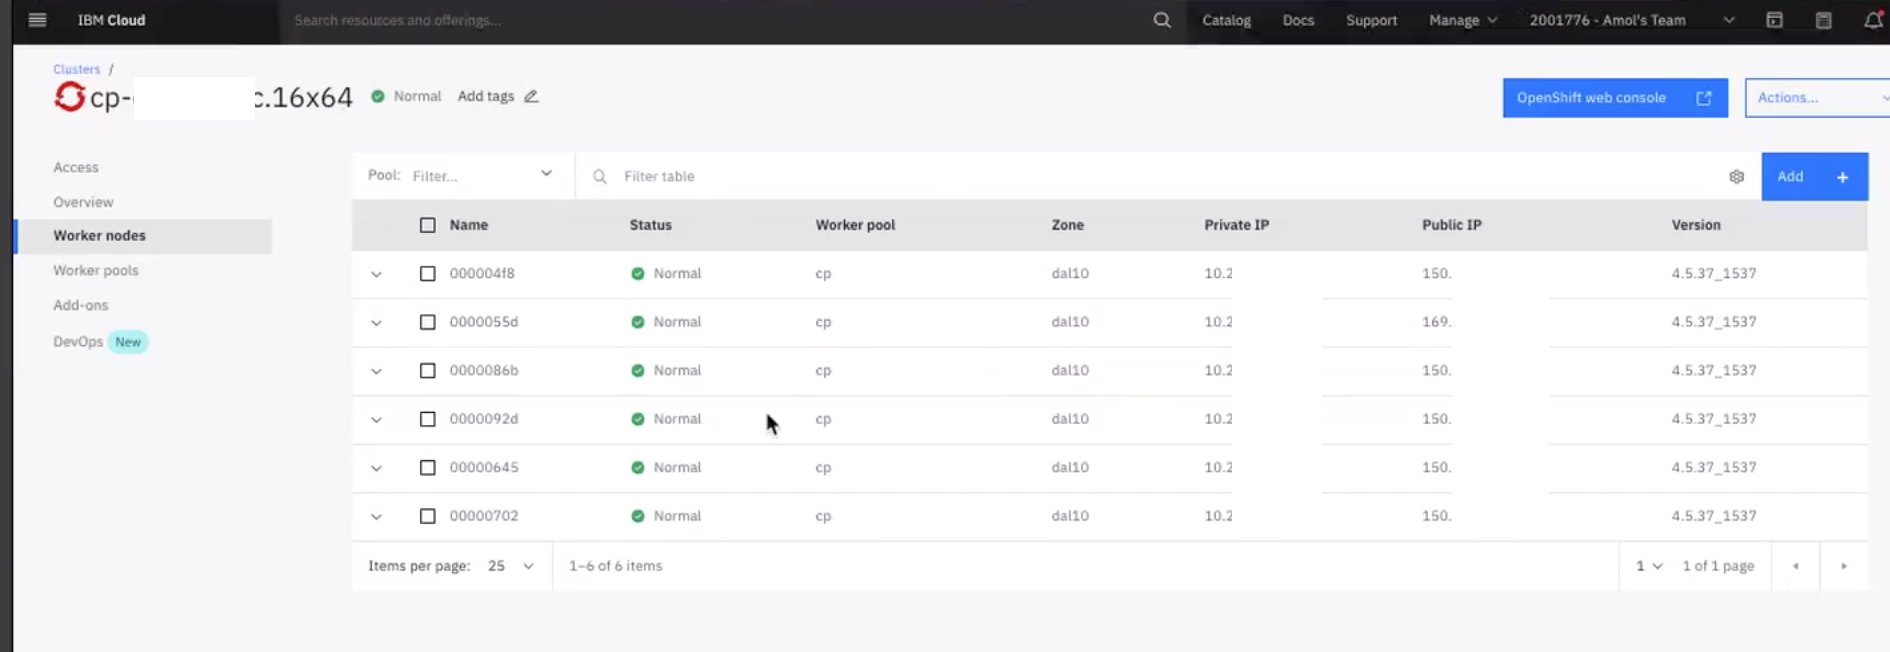 IBM Cloud Search resources and offerings... Catalog Docs Support Manage 2001776 - Amol's Team
Clusters /
cp- c.16x64 Normal Add tags OpenShift web console Actions...
Access
Overview
Worker nodes
Worker pools
Add-ons
DevOps New
Pool: Filter... Filter table Add +
Name Status Worker pool Zone Private IP Public IP Version
000004f8 Normal cp dal10 10.2 150. 4.5.37_1537
0000055d Normal cp dal10 10.2 169. 4.5.37_1537
0000086b Normal cp dal10 10.2 150. 4.5.37_1537
0000092d Normal cp dal10 10.2 150. 4.5.37_1537
00000645 Normal cp dal10 10.2 150. 4.5.37_1537
00000702 Normal cp dal10 10.2 150. 4.5.37_1537
Items per page: 25 1–6 of 6 items 1 1 of 1 page